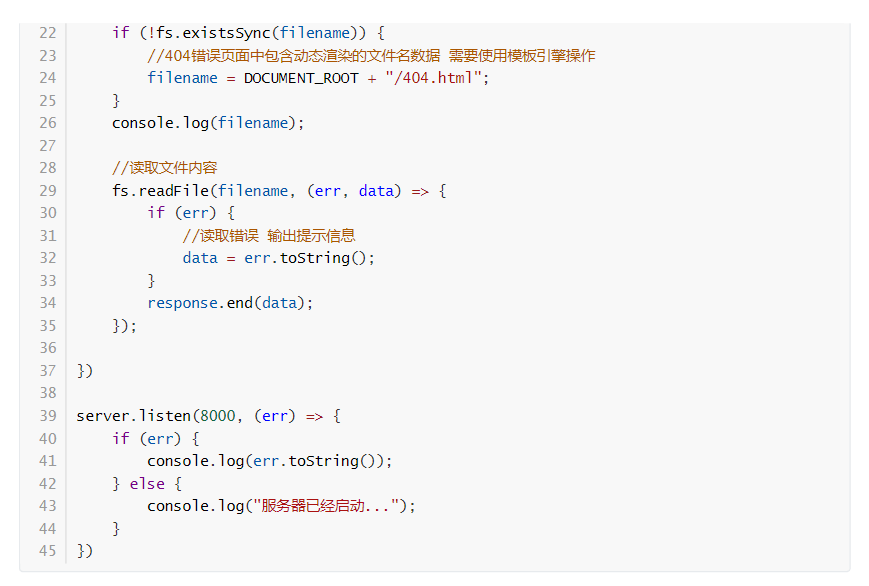 22 if (!fs.existsSync(filename)) {
23 //404错误页面中包含动态渲染的文件名数据 需要使用模板引擎操作
24 filename = DOCUMENT_ROOT + "/404.html";
25 }
26 console.log(filename);
27
28 //读取文件内容
29 fs.readFile(filename, (err, data) => {
30 if (err) {
31 //读取错误 输出提示信息
32 data = err.toString();
33 }
34 response.end(data);
35 });
36
37 })
38
39 server.listen(8000, (err) => {
40 if (err) {
41 console.log(err.toString());
42 } else {
43 console.log("服务器已经启动...");
44 }
45 })